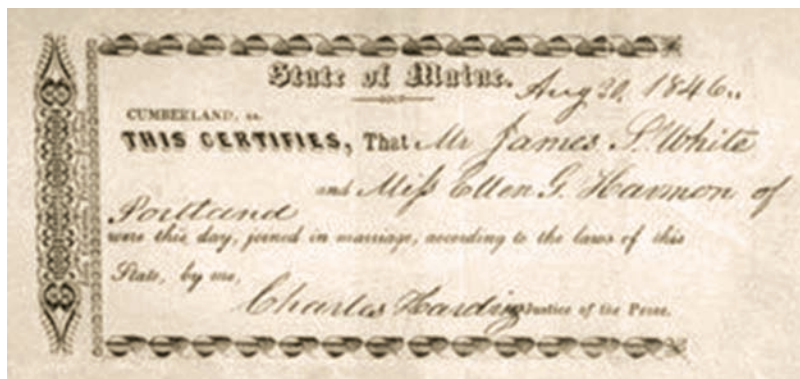 State of Maine. Aug 30, 1846.
CUMBERLAND, ss.
THIS CERTIFIES, That Mr James S. White
and Miss Ellen G. Harmon of
Portland
were this day, joined in marriage, according to the laws of this
State, by me,
Charles Harding Justice of the Peace.